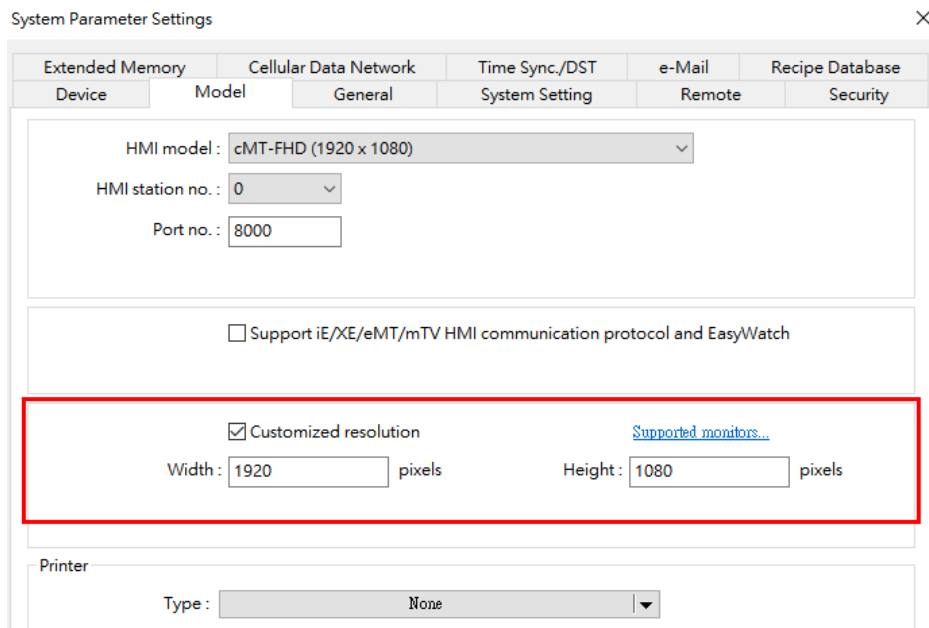 System Parameter Settings
Extended Memory Cellular Data Network Time Sync./DST e-Mail Recipe Database
Device Model General System Setting Remote Security
HMI model : cMT-FHD (1920 x 1080)
HMI station no. : 0
Port no. : 8000
Support iE/XE/eMT/mTV HMI communication protocol and EasyWatch
Customized resolution Supported monitors...
Width : 1920 pixels Height : 1080 pixels
Printer
Type : None